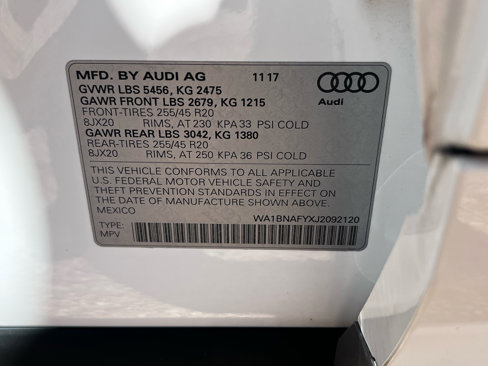 MFD. BY AUDI AG 11 17
GVWR LBS 5456, KG 2475
GAWR FRONT LBS 2679, KG 1215
FRONT-TIRES 255/45 R20
8JX20 RIMS, AT 230 KPA 33 PSI COLD
GAWR REAR LBS 3042, KG 1380
REAR-TIRES 255/45 R20
8JX20 RIMS, AT 250 KPA 36 PSI COLD
Audi
THIS VEHICLE CONFORMS TO ALL APPLICABLE
U.S. FEDERAL MOTOR VEHICLE SAFETY AND
THEFT PREVENTION STANDARDS IN EFFECT ON
THE DATE OF MANUFACTURE SHOWN ABOVE.
MEXICO WA1BNAFYXJ2092120
TYPE:
MPV